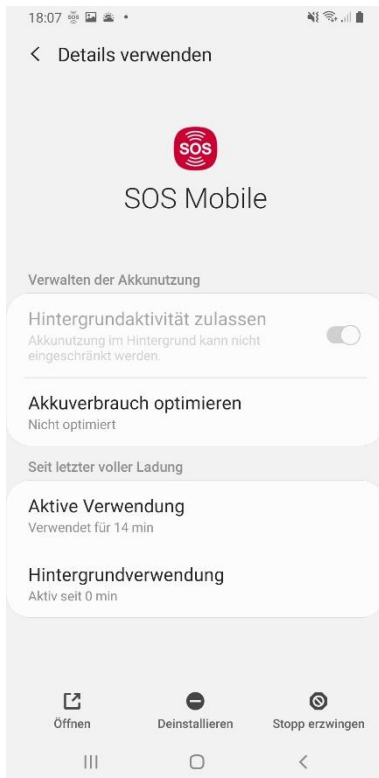 18:07
Details verwenden
SOS
SOS Mobile
Verwalten der Akkunutzung
Hintergrundaktivität zulassen
Akkunutzung im Hintergrund kann nicht
eingeschränkt werden.
Akkuverbrauch optimieren
Nicht optimiert
Seit letzter voller Ladung
Aktive Verwendung
Verwendet für 14 min
Hintergrundverwendung
Aktiv seit 0 min
Öffnen Deinstallieren Stopp erzwingen